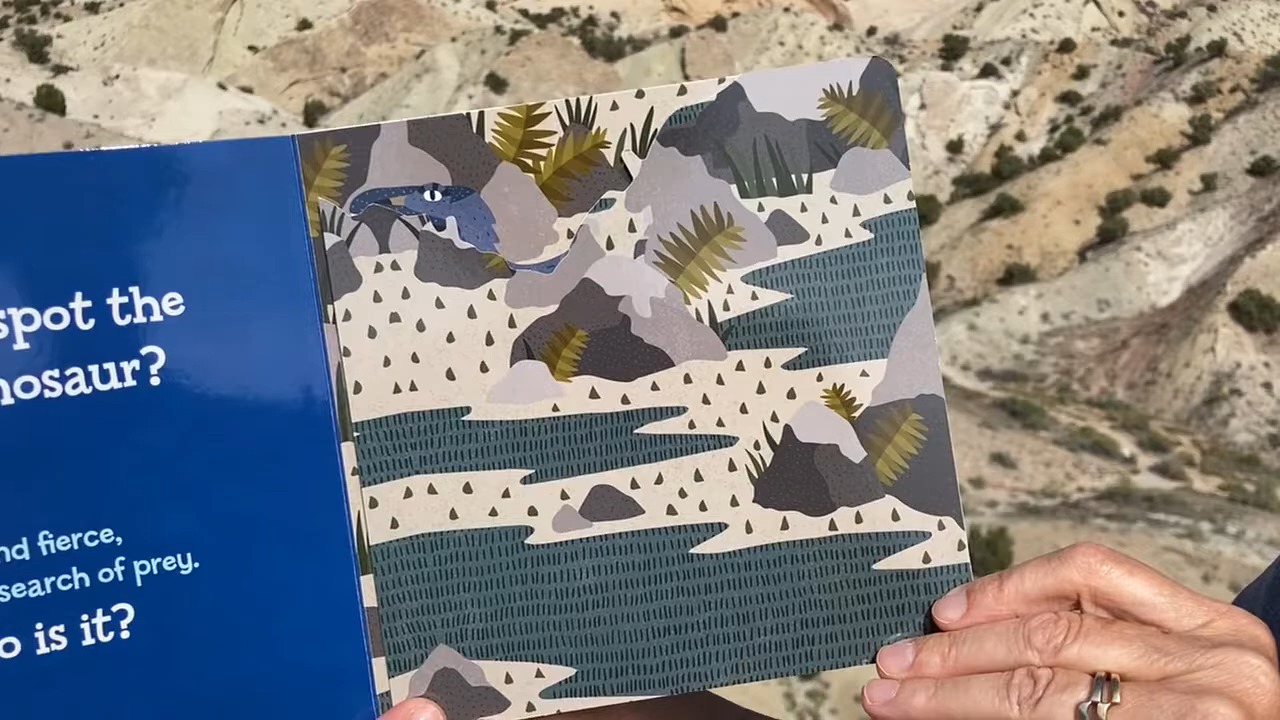 spot the
nosaur?
nd fierce,
search of prey.
o is it?